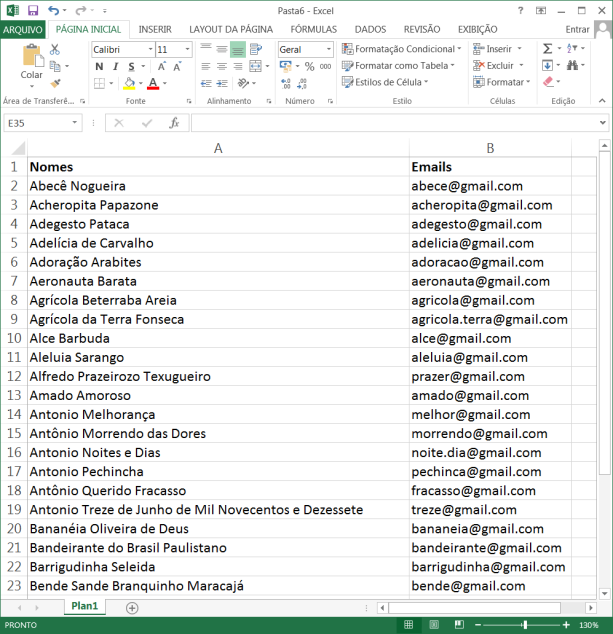 Pasta6 - Excel
ARQUIVO PÁGINA INICIAL INSERIR LAYOUT DA PÁGINA FÓRMULAS DADOS REVISÃO EXIBIÇÃO Entrar
Colar
Calibri 11
N I S A A
A
Geral
% 000
Formatação Condicional
Formatar como Tabela
Estilos de Célula
Inserir
Excluir
Formatar
Área de Transferê... Fonte Alinhamento Número Estilo Células Edição
E35 fx
A B
1 Nomes Emails
2 Abecê Nogueira abece@gmail.com
3 Acheropita Papazone acheropita@gmail.com
4 Adegesto Pataca adegesto@gmail.com
5 Adelícia de Carvalho adelicia@gmail.com
6 Adoração Arabites adoracao@gmail.com
7 Aeronauta Barata aeronauta@gmail.com
8 Agrícola Beterraba Areia agricola@gmail.com
9 Agrícola da Terra Fonseca agricola.terra@gmail.com
10 Alce Barbuda alce@gmail.com
11 Aleluia Sarango aleluia@gmail.com
12 Alfredo Prazeirozo Texugueiro prazer@gmail.com
13 Amado Amoroso amado@gmail.com
14 Antonio Melhorança melhor@gmail.com
15 Antônio Morrendo das Dores morrendo@gmail.com
16 Antonio Noites e Dias noite.dia@gmail.com
17 Antonio Pechincha pechinca@gmail.com
18 Antônio Querido Fracasso fracasso@gmail.com
19 Antonio Treze de Junho de Mil Novecentos e Dezessete treze@gmail.com
20 Bananéia Oliveira de Deus bananeia@gmail.com
21 Bandeirante do Brasil Paulistano bandeirante@gmail.com
22 Barrigudinha Seleida barrigudinha@gmail.com
23 Bende Sande Branquinho Maracajá bende@gmail.com
Plan1
PRONTO 130%